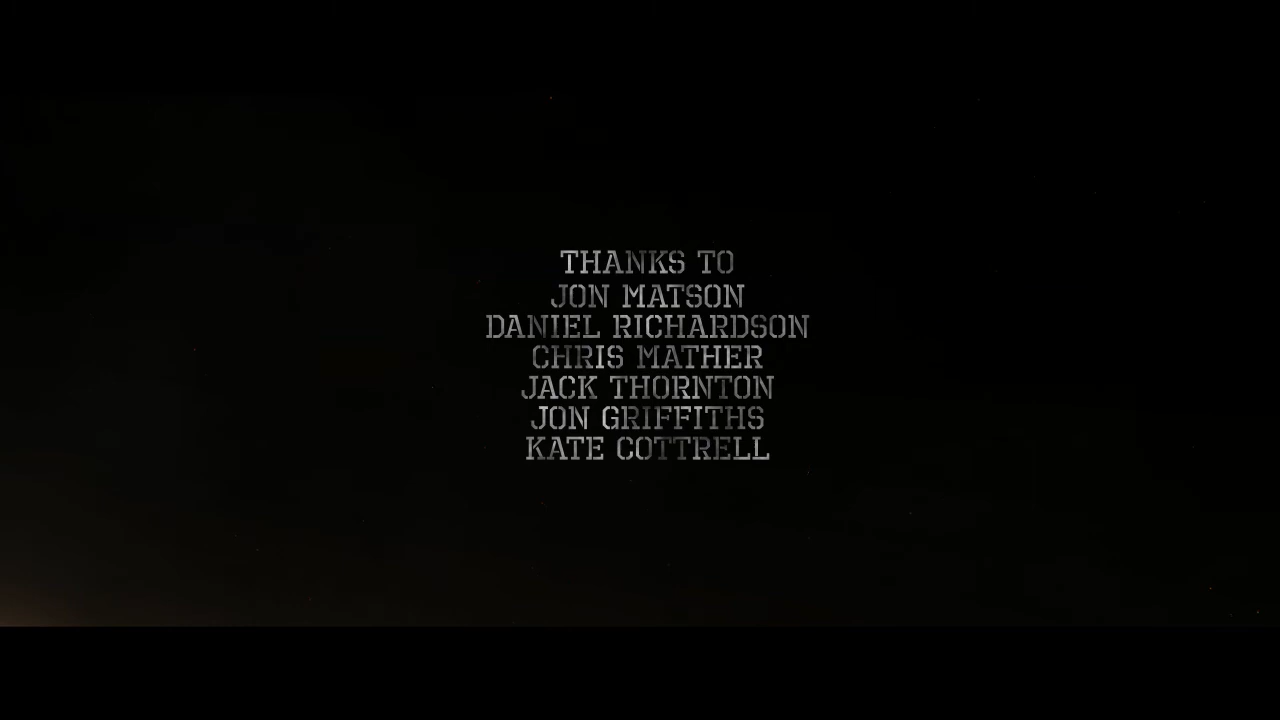 THANKS TO
JON MATSON
DANIEL RICHARDSON
CHRIS MATHER
JACK THORNTON
JON GRIFFITHS
KATE COTTRELL